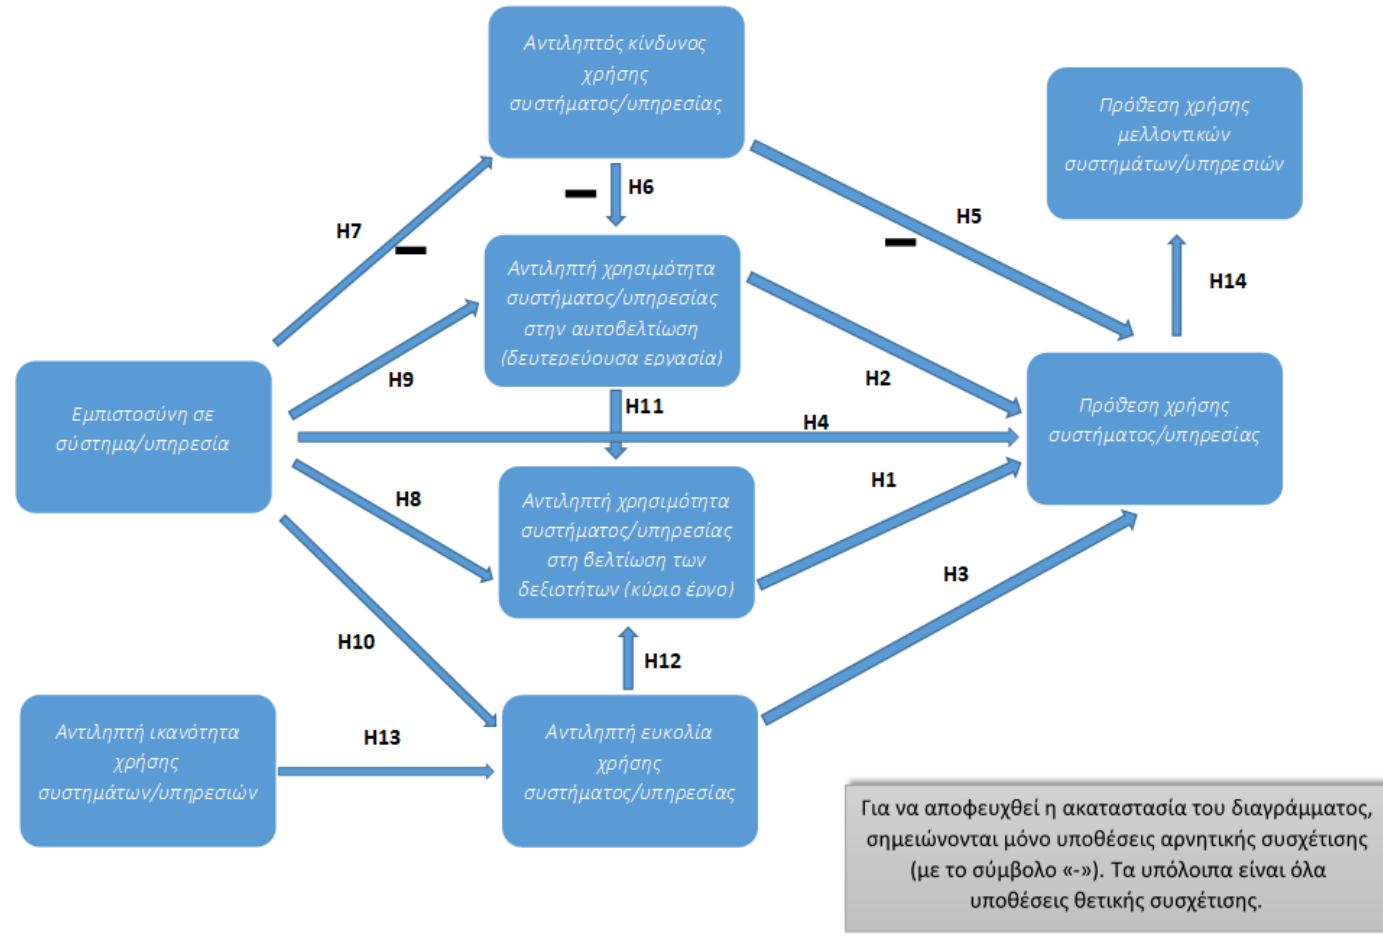 Αντιληπτός κίνδυνος
χρήσης
συστήματος/υπηρεσίας
Πρόθεση χρήσης
μελλοντικών
συστημάτων/υπηρεσιών
H7
H6
H5
H14
Αντιληπτή χρησιμότητα
συστήματος/υπηρεσίας
στην αυτοβελτίωση
(δευτερεύουσα εργασία)
H9
H2
H11
H4
Εμπιστοσύνη σε
σύστημα/υπηρεσία
Πρόθεση χρήσης
συστήματος/υπηρεσίας
H8
H1
Αντιληπτή χρησιμότητα
συστήματος/υπηρεσίας
στη βελτίωση των
δεξιοτήτων (κύριο έργο)
H3
H10
H12
Αντιληπτή ικανότητα
χρήσης
συστημάτων/υπηρεσιών
H13
Αντιληπτή ευκολία
χρήσης
συστήματος/υπηρεσίας
Για να αποφευχθεί η ακαταστασία του διαγράμματος,
σημειώνονται μόνο υποθέσεις αρνητικής συσχέτισης
(με το σύμβολο «-»). Τα υπόλοιπα είναι όλα
υποθέσεις θετικής συσχέτισης.